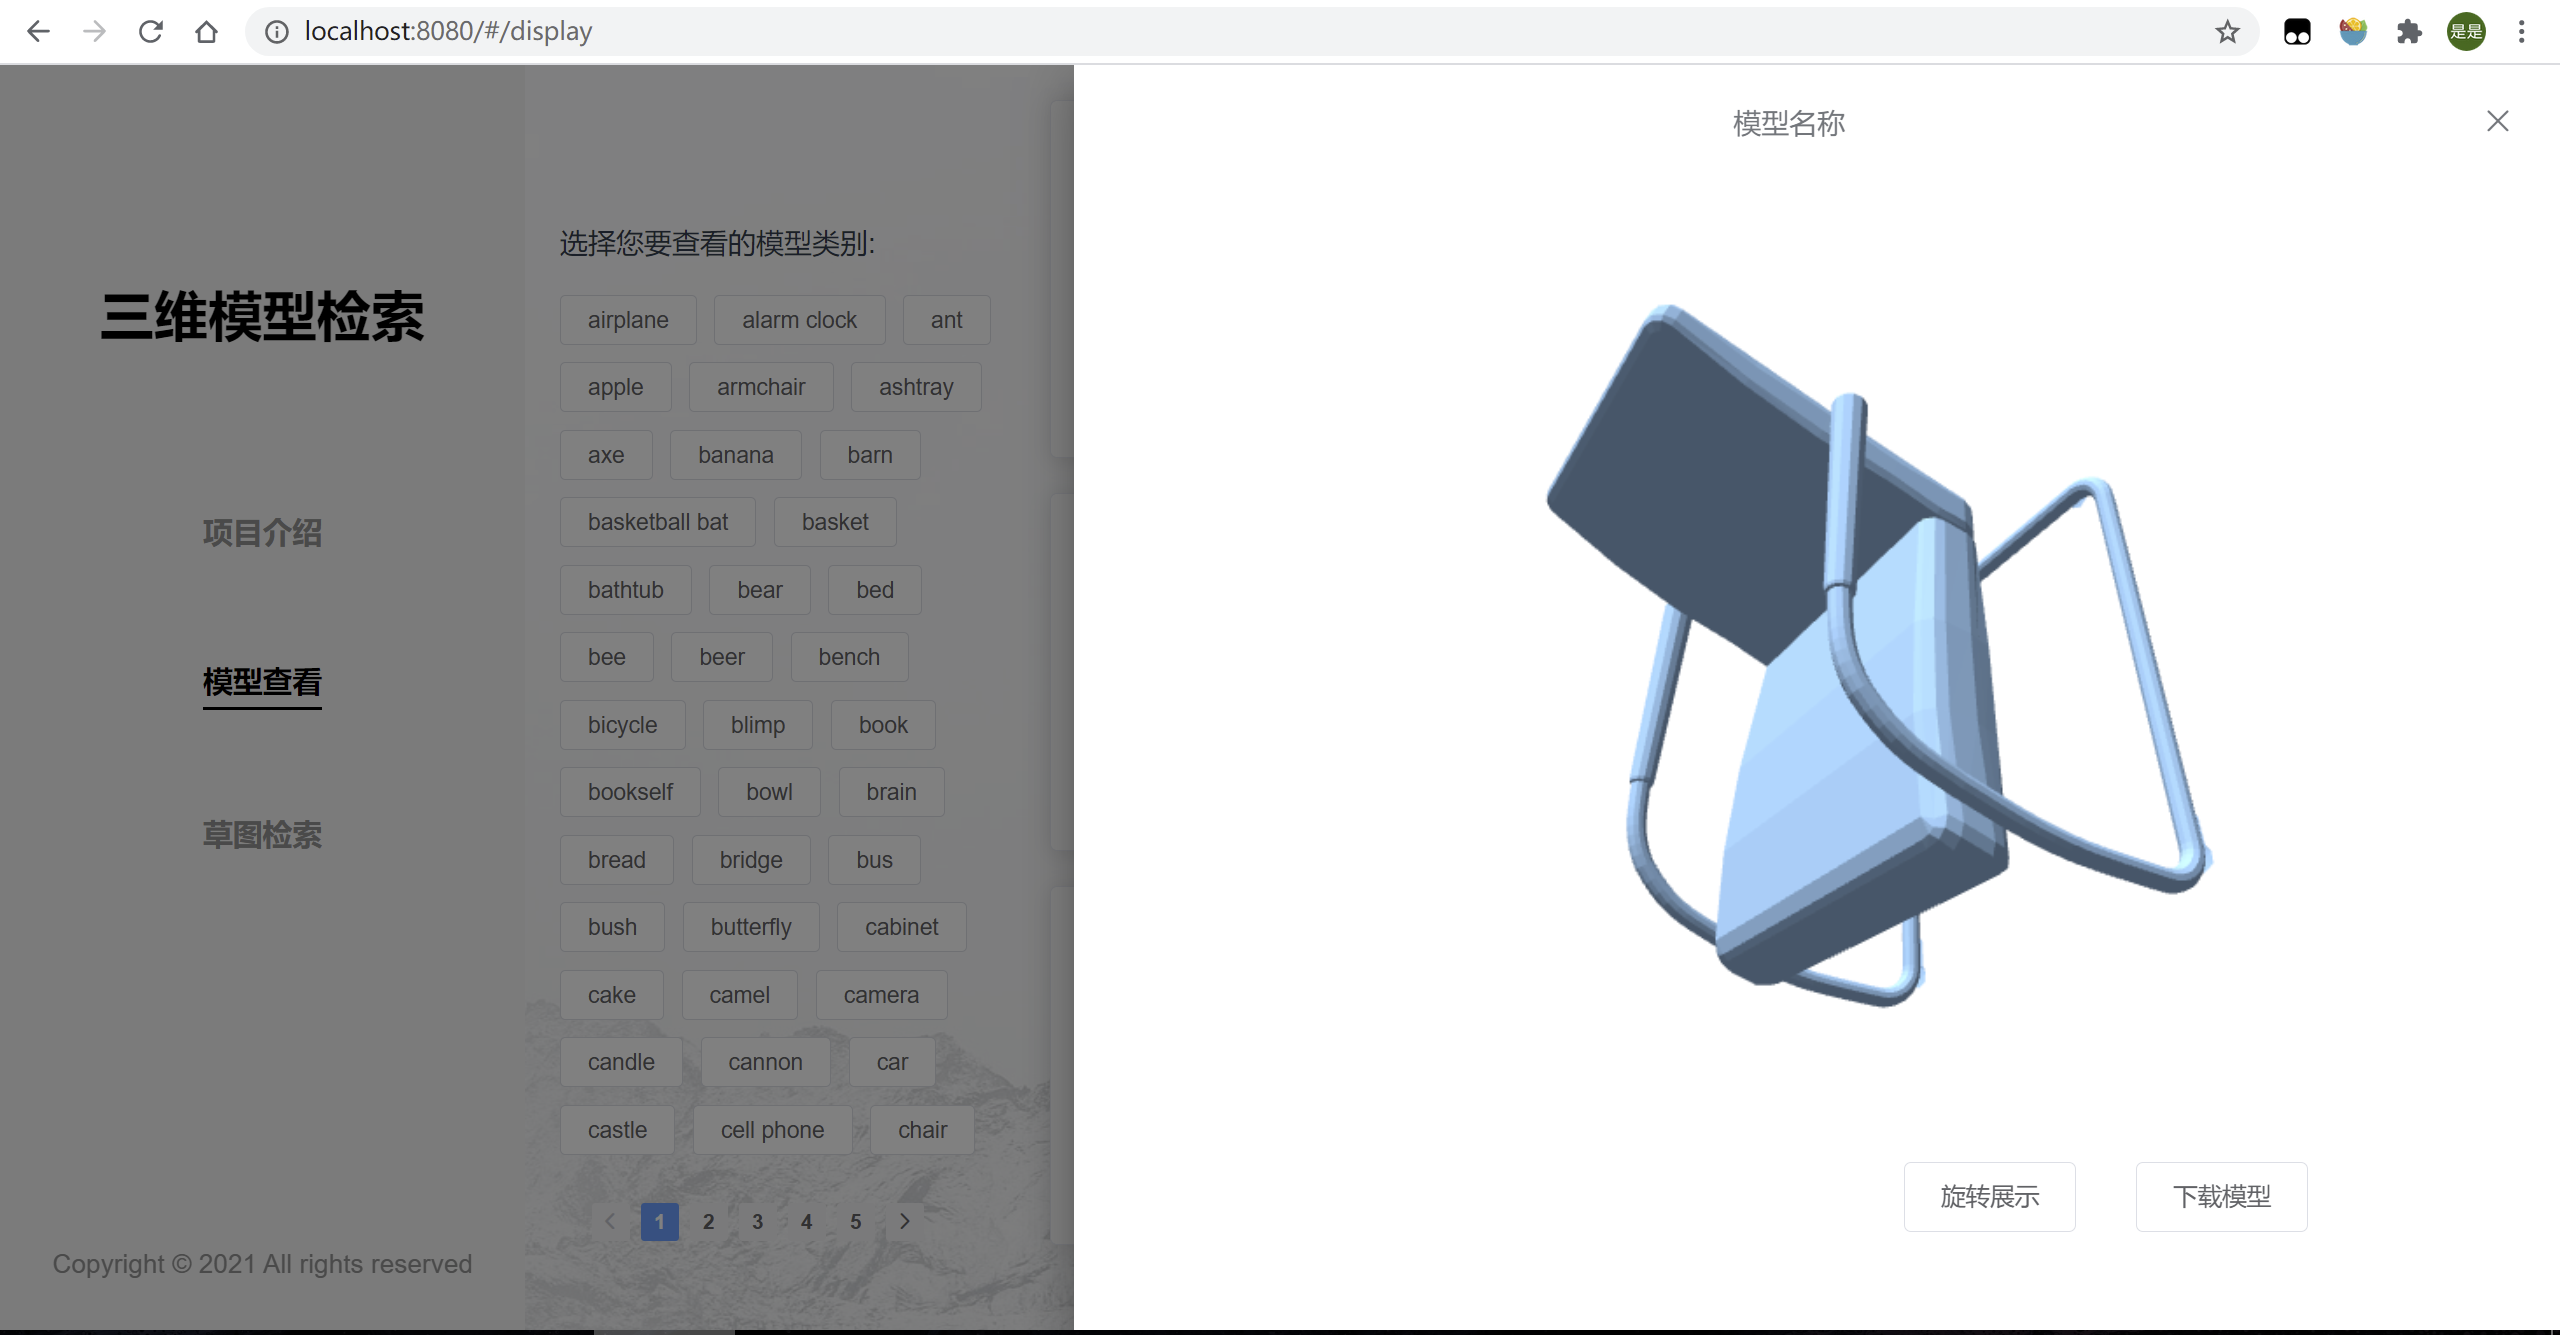 localhost:8080/#/display
是是
三维模型检索
项目介绍
模型查看
草图检索
Copyright © 2021 All rights reserved
选择您要查看的模型类别:
airplane alarm clock ant
apple armchair ashtray
axe banana barn
basketball bat basket
bathtub bear bed
bee beer bench
bicycle blimp book
bookself bowl brain
bread bridge bus
bush butterfly cabinet
cake camel camera
candle cannon car
castle cell phone chair
1 2 3 4 5
模型名称
旋转展示 下载模型